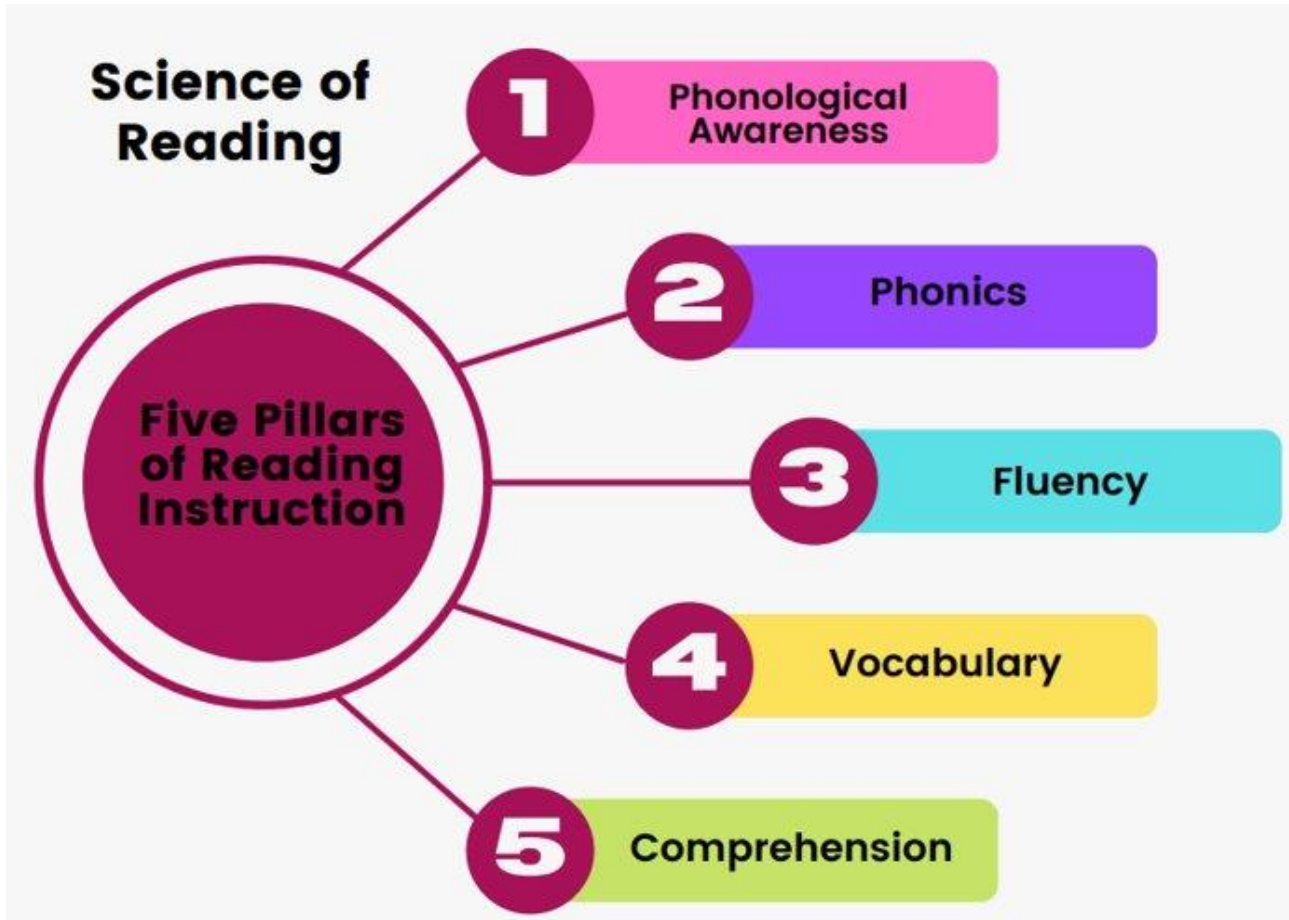 Science of
Reading
1
Phonological
Awareness
2
Phonics
Five Pillars
of Reading
Instruction
3
Fluency
4
Vocabulary
5
Comprehension